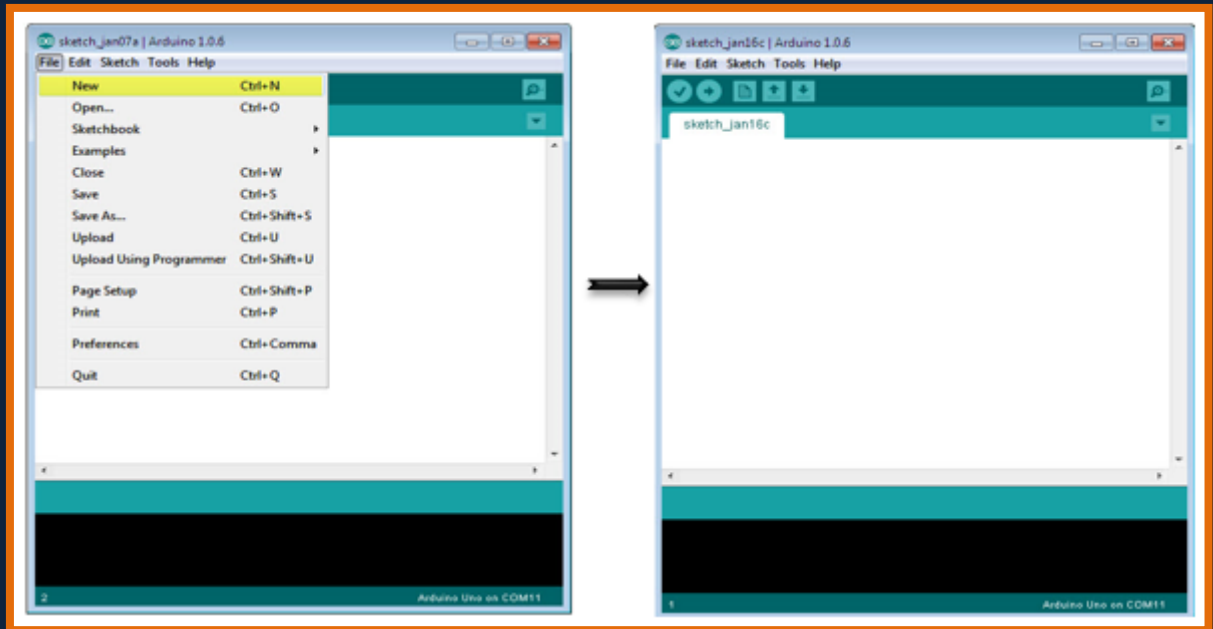 sketch_jan07a | Arduino 1.0.6
File Edit Sketch Tools Help
New Ctrl+N
Open... Ctrl+O
Sketchbook
Examples
Close Ctrl+W
Save Ctrl+S
Save As... Ctrl+Shift+S
Upload Ctrl+U
Upload Using Programmer Ctrl+Shift+U
Page Setup Ctrl+Shift+P
Print Ctrl+P
Preferences Ctrl+Comma
Quit Ctrl+Q
2 Arduino Uno on COM11
sketch_jan16c | Arduino 1.0.6
File Edit Sketch Tools Help
sketch_jan16c
1 Arduino Uno on COM11